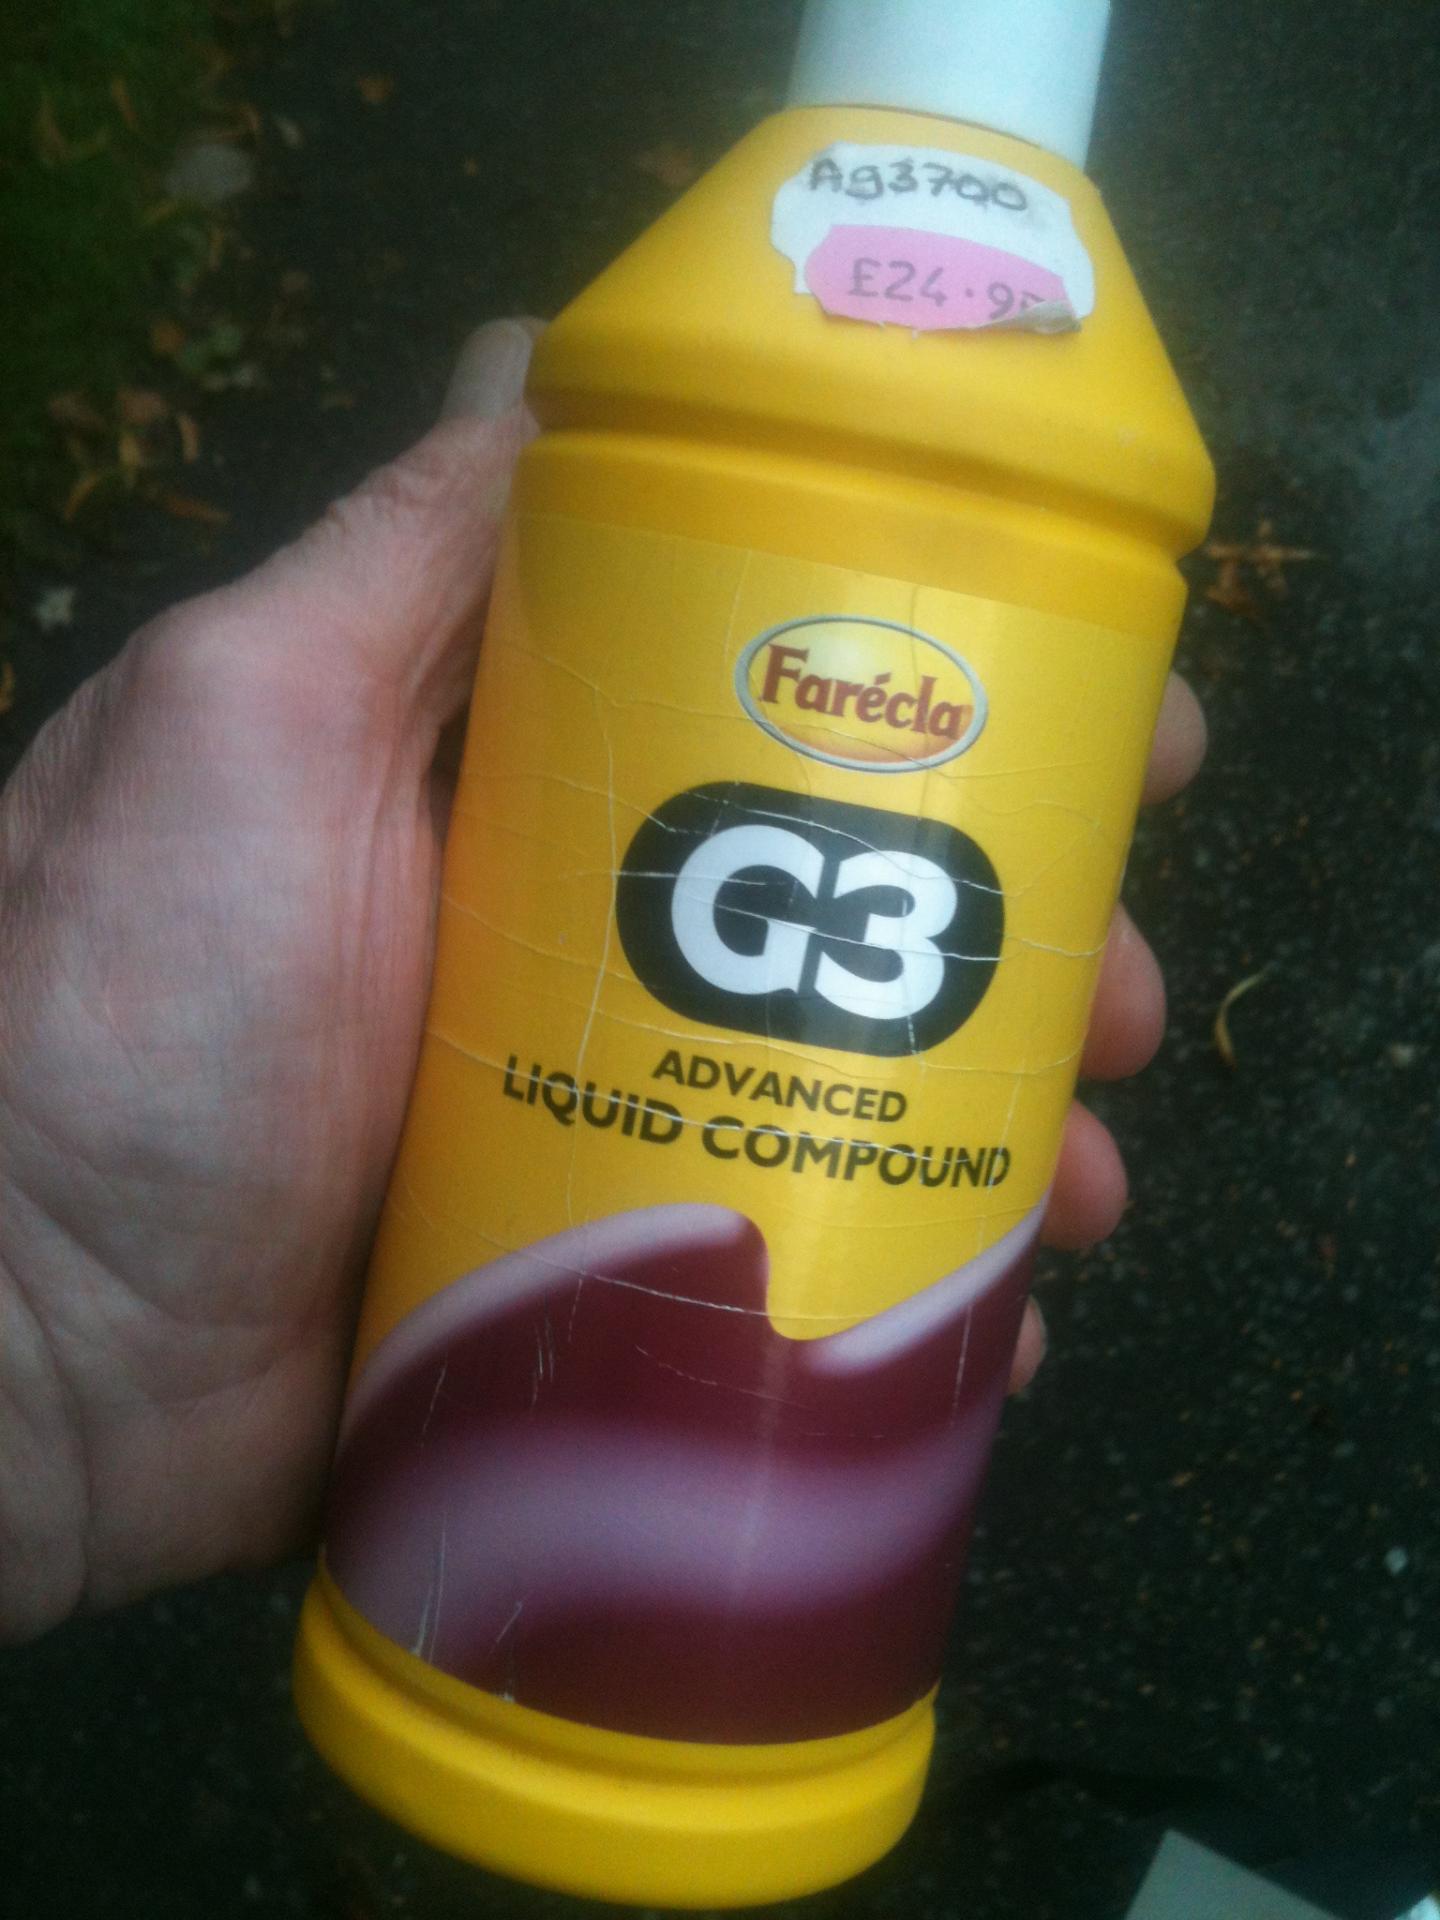 Ag3700
£24.9
Farécla
G3
ADVANCED
LIQUID COMPOUND